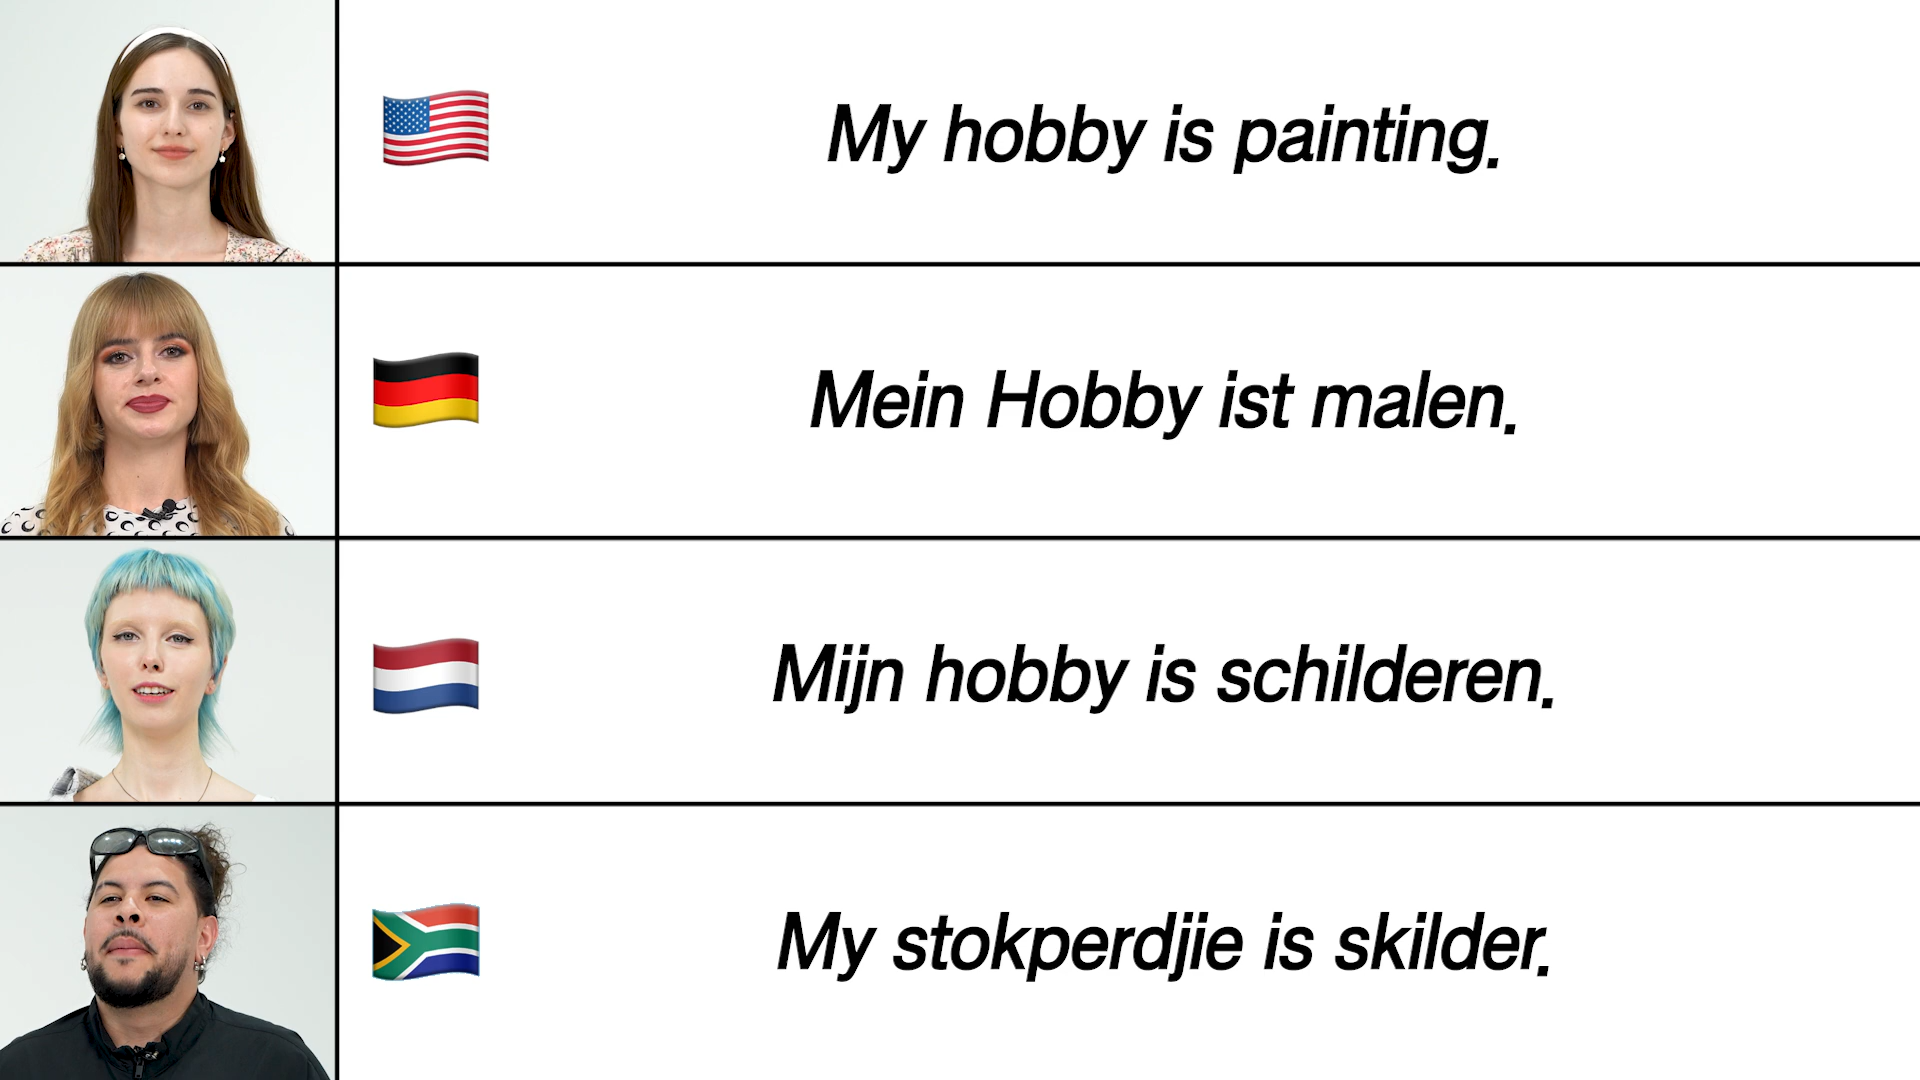 My hobby is painting.
Mein Hobby ist malen.
Mijn hobby is schilderen.
My stokperdjie is skilder.